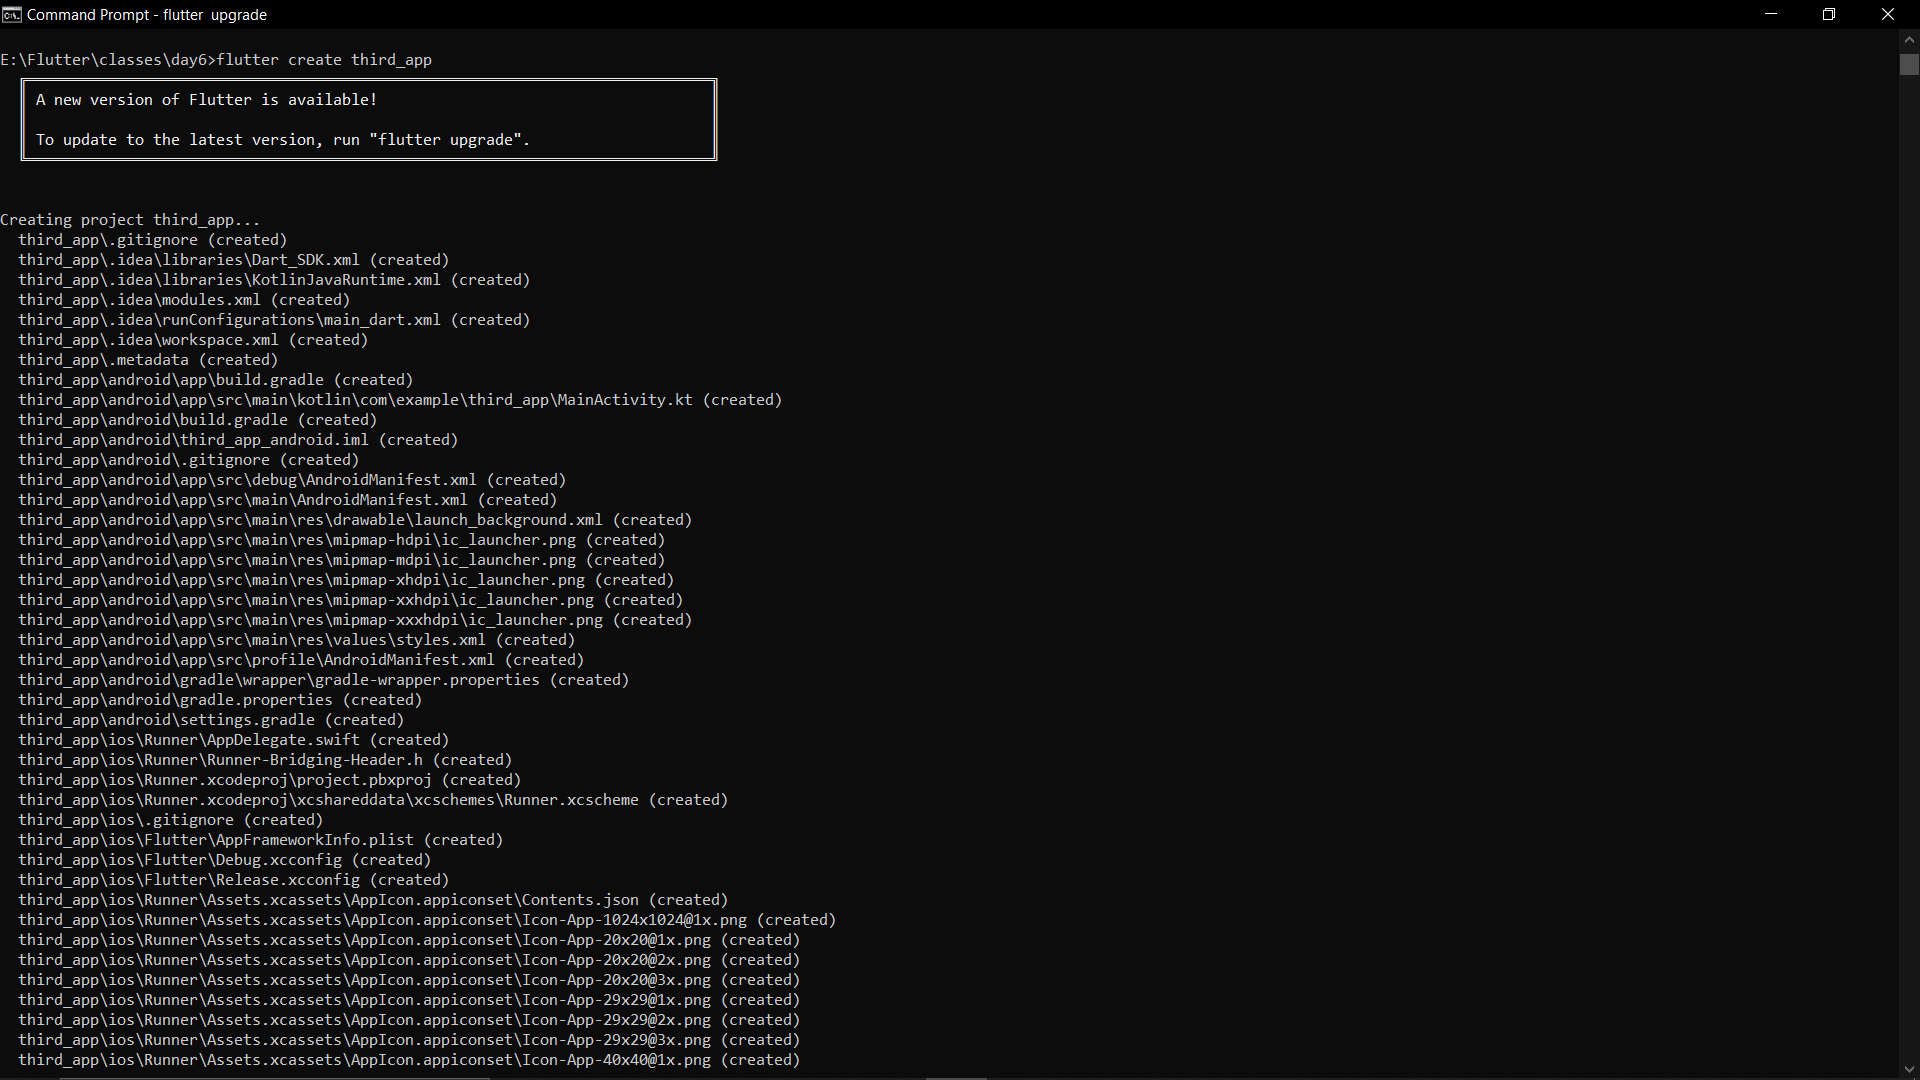 Command Prompt - flutter  upgrade
E:\Flutter\classes\day6>flutter create third_app
A new version of Flutter is available!
To update to the latest version, run "flutter upgrade".
Creating project third_app...
third_app\.gitignore (created)
third_app\.idea\libraries\Dart_SDK.xml (created)
third_app\.idea\libraries\KotlinJavaRuntime.xml (created)
third_app\.idea\modules.xml (created)
third_app\.idea\runConfigurations\main_dart.xml (created)
third_app\.idea\workspace.xml (created)
third_app\.metadata (created)
third_app\android\app\build.gradle (created)
third_app\android\app\src\main\kotlin\com\example\third_app\MainActivity.kt (created)
third_app\android\build.gradle (created)
third_app\android\third_app_android.iml (created)
third_app\android\.gitignore (created)
third_app\android\app\src\debug\AndroidManifest.xml (created)
third_app\android\app\src\main\AndroidManifest.xml (created)
third_app\android\app\src\main\res\drawable\launch_background.xml (created)
third_app\android\app\src\main\res\mipmap-hdpi\ic_launcher.png (created)
third_app\android\app\src\main\res\mipmap-mdpi\ic_launcher.png (created)
third_app\android\app\src\main\res\mipmap-xhdpi\ic_launcher.png (created)
third_app\android\app\src\main\res\mipmap-xxhdpi\ic_launcher.png (created)
third_app\android\app\src\main\res\mipmap-xxxhdpi\ic_launcher.png (created)
third_app\android\app\src\main\res\values\styles.xml (created)
third_app\android\app\src\profile\AndroidManifest.xml (created)
third_app\android\gradle\wrapper\gradle-wrapper.properties (created)
third_app\android\gradle.properties (created)
third_app\android\settings.gradle (created)
third_app\ios\Runner\AppDelegate.swift (created)
third_app\ios\Runner\Runner-Bridging-Header.h (created)
third_app\ios\Runner.xcodeproj\project.pbxproj (created)
third_app\ios\Runner.xcodeproj\xcshareddata\xcschemes\Runner.xcscheme (created)
third_app\ios\.gitignore (created)
third_app\ios\Flutter\AppFrameworkInfo.plist (created)
third_app\ios\Flutter\Debug.xcconfig (created)
third_app\ios\Flutter\Release.xcconfig (created)
third_app\ios\Runner\Assets.xcassets\AppIcon.appiconset\Contents.json (created)
third_app\ios\Runner\Assets.xcassets\AppIcon.appiconset\Icon-App-1024x1024@1x.png (created)
third_app\ios\Runner\Assets.xcassets\AppIcon.appiconset\Icon-App-20x20@1x.png (created)
third_app\ios\Runner\Assets.xcassets\AppIcon.appiconset\Icon-App-20x20@2x.png (created)
third_app\ios\Runner\Assets.xcassets\AppIcon.appiconset\Icon-App-20x20@3x.png (created)
third_app\ios\Runner\Assets.xcassets\AppIcon.appiconset\Icon-App-29x29@1x.png (created)
third_app\ios\Runner\Assets.xcassets\AppIcon.appiconset\Icon-App-29x29@2x.png (created)
third_app\ios\Runner\Assets.xcassets\AppIcon.appiconset\Icon-App-29x29@3x.png (created)
third_app\ios\Runner\Assets.xcassets\AppIcon.appiconset\Icon-App-40x40@1x.png (created)